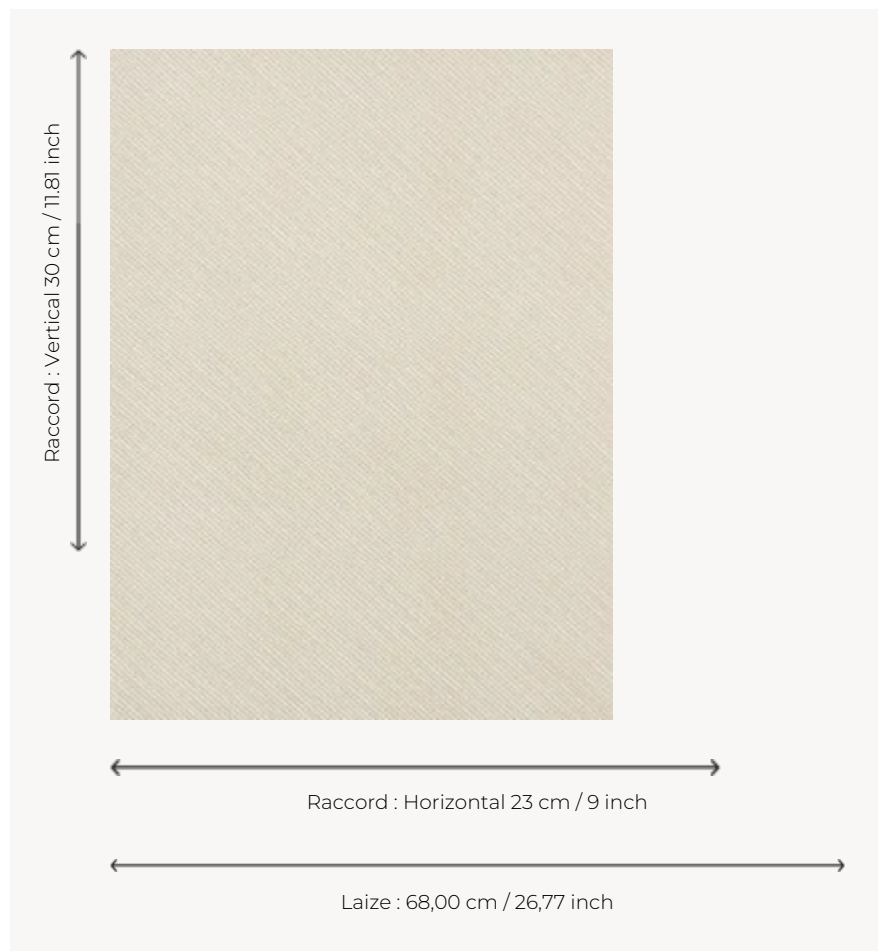 Raccord : Vertical 30 cm / 11.81 inch
Raccord : Horizontal 23 cm / 9 inch
Laize : 68,00 cm / 26,77 inch